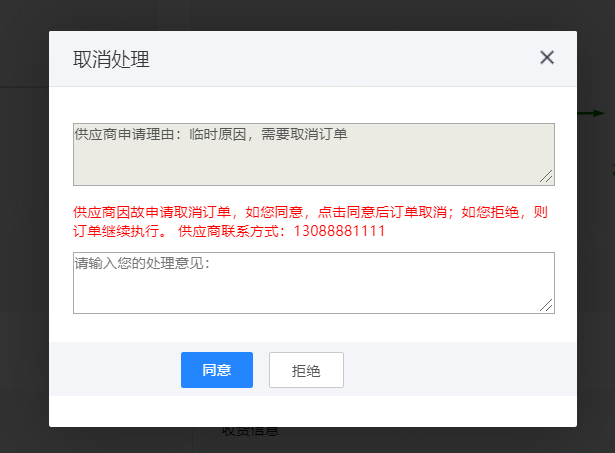 取消处理
供应商申请理由：临时原因，需要取消订单
供应商因故申请取消订单，如您同意，点击同意后订单取消；如您拒绝，则
订单继续执行。 供应商联系方式：13088881111
请输入您的处理意见：
同意
拒绝
收货信息